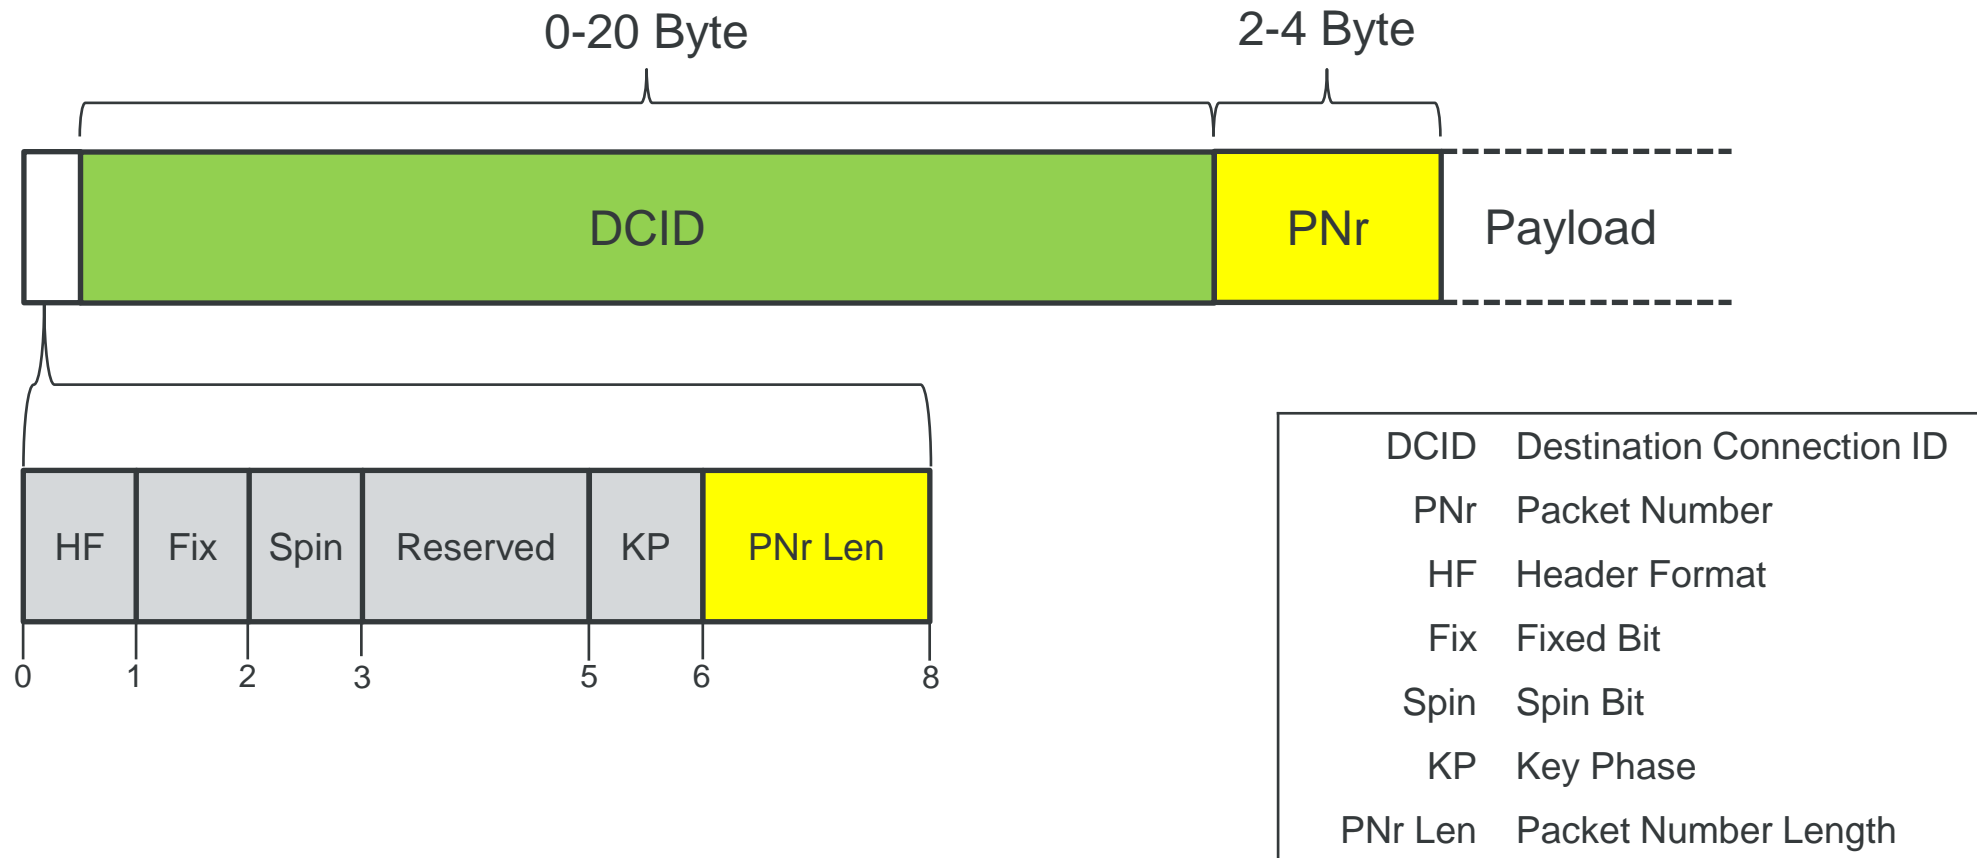 0-20 Byte 2-4 Byte
DCID PNr Payload
HF Fix Spin Reserved KP PNr Len
0 1 2 3 5 6 8
DCID Destination Connection ID
PNr Packet Number
HF Header Format
Fix Fixed Bit
Spin Spin Bit
KP Key Phase
PNr Len Packet Number Length